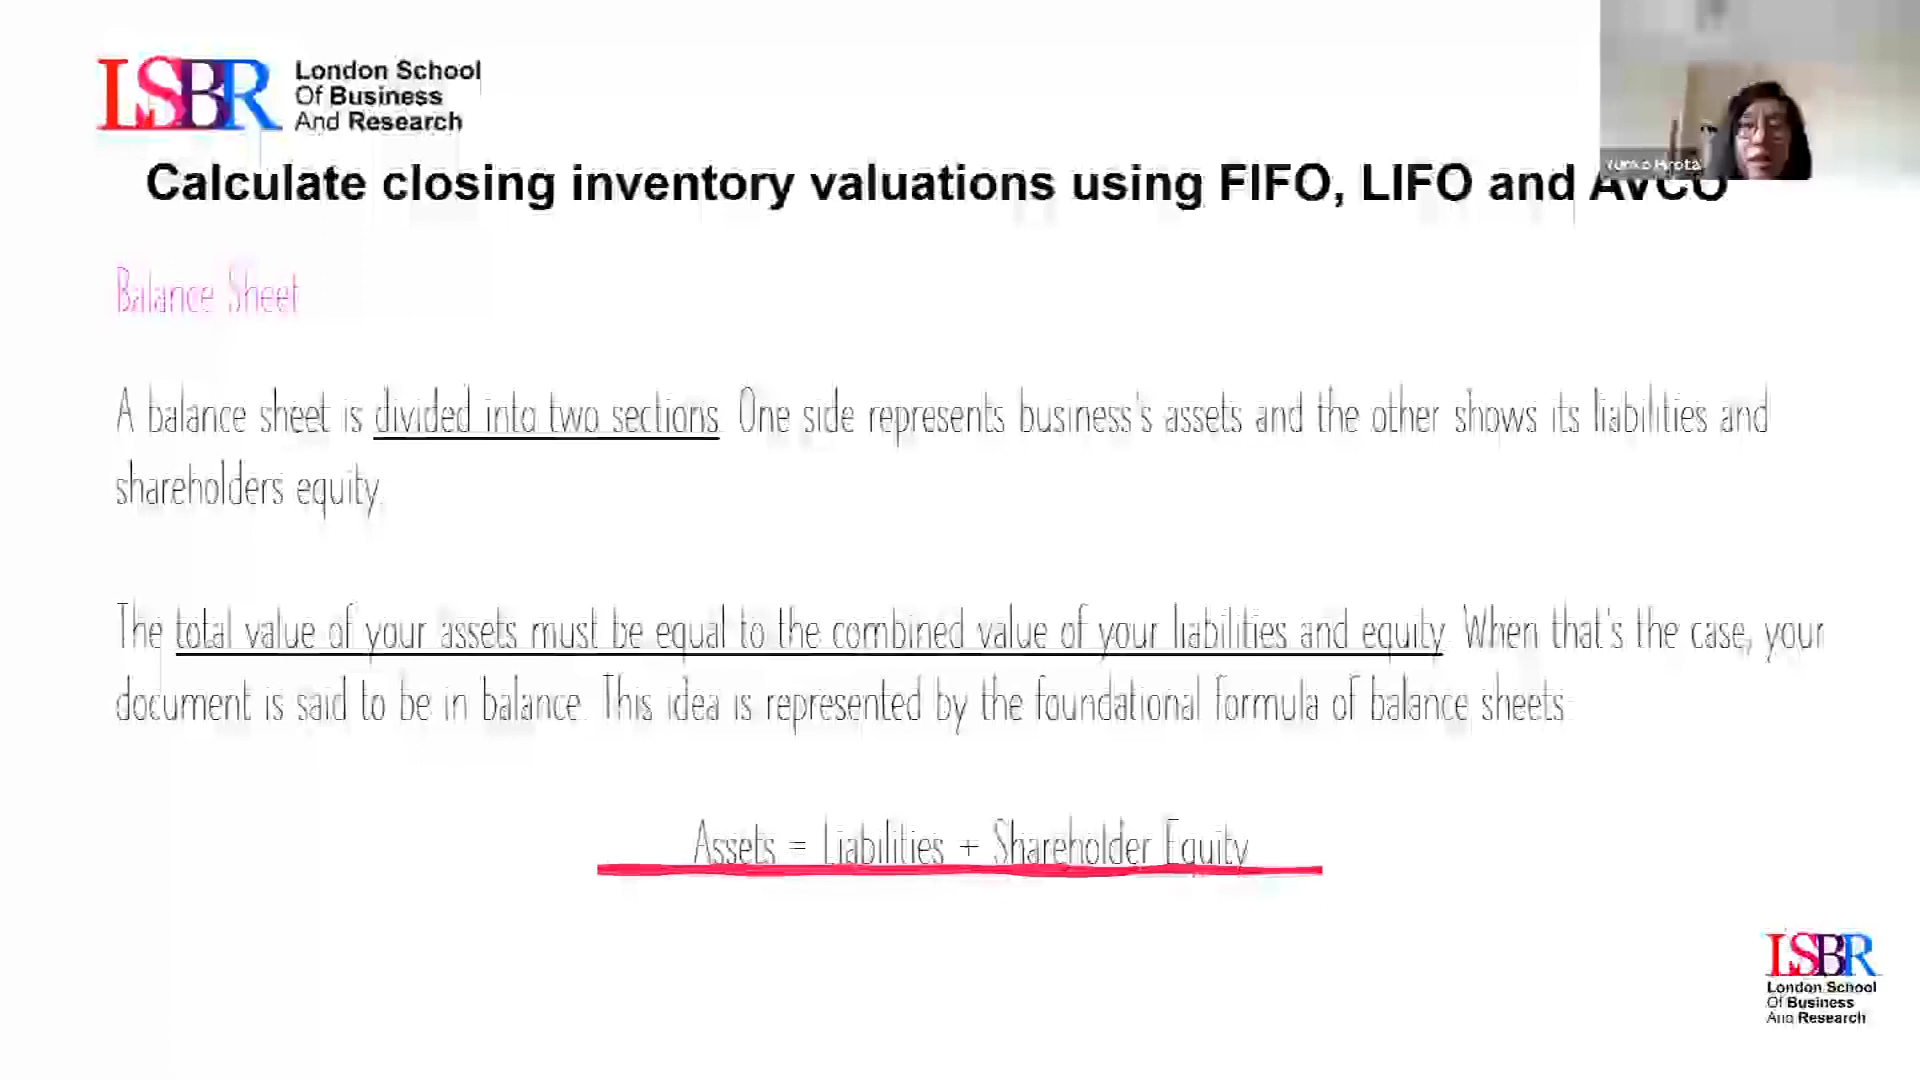 LSBR
London School
Of Business
And Research
Calculate closing inventory valuations using FIFO, LIFO and AVCO
Balance Sheet
A balance sheet is divided into two sections. One side represents business's assets and the other shows its liabilities and
shareholders equity.
The total value of your assets must be equal to the combined value of your liabilities and equity. When that's the case, your
document is said to be in balance. This idea is represented by the foundational formula of balance sheets:
Assets = Liabilities + Shareholder Equity
LSBR
London School
Of Business
And Research